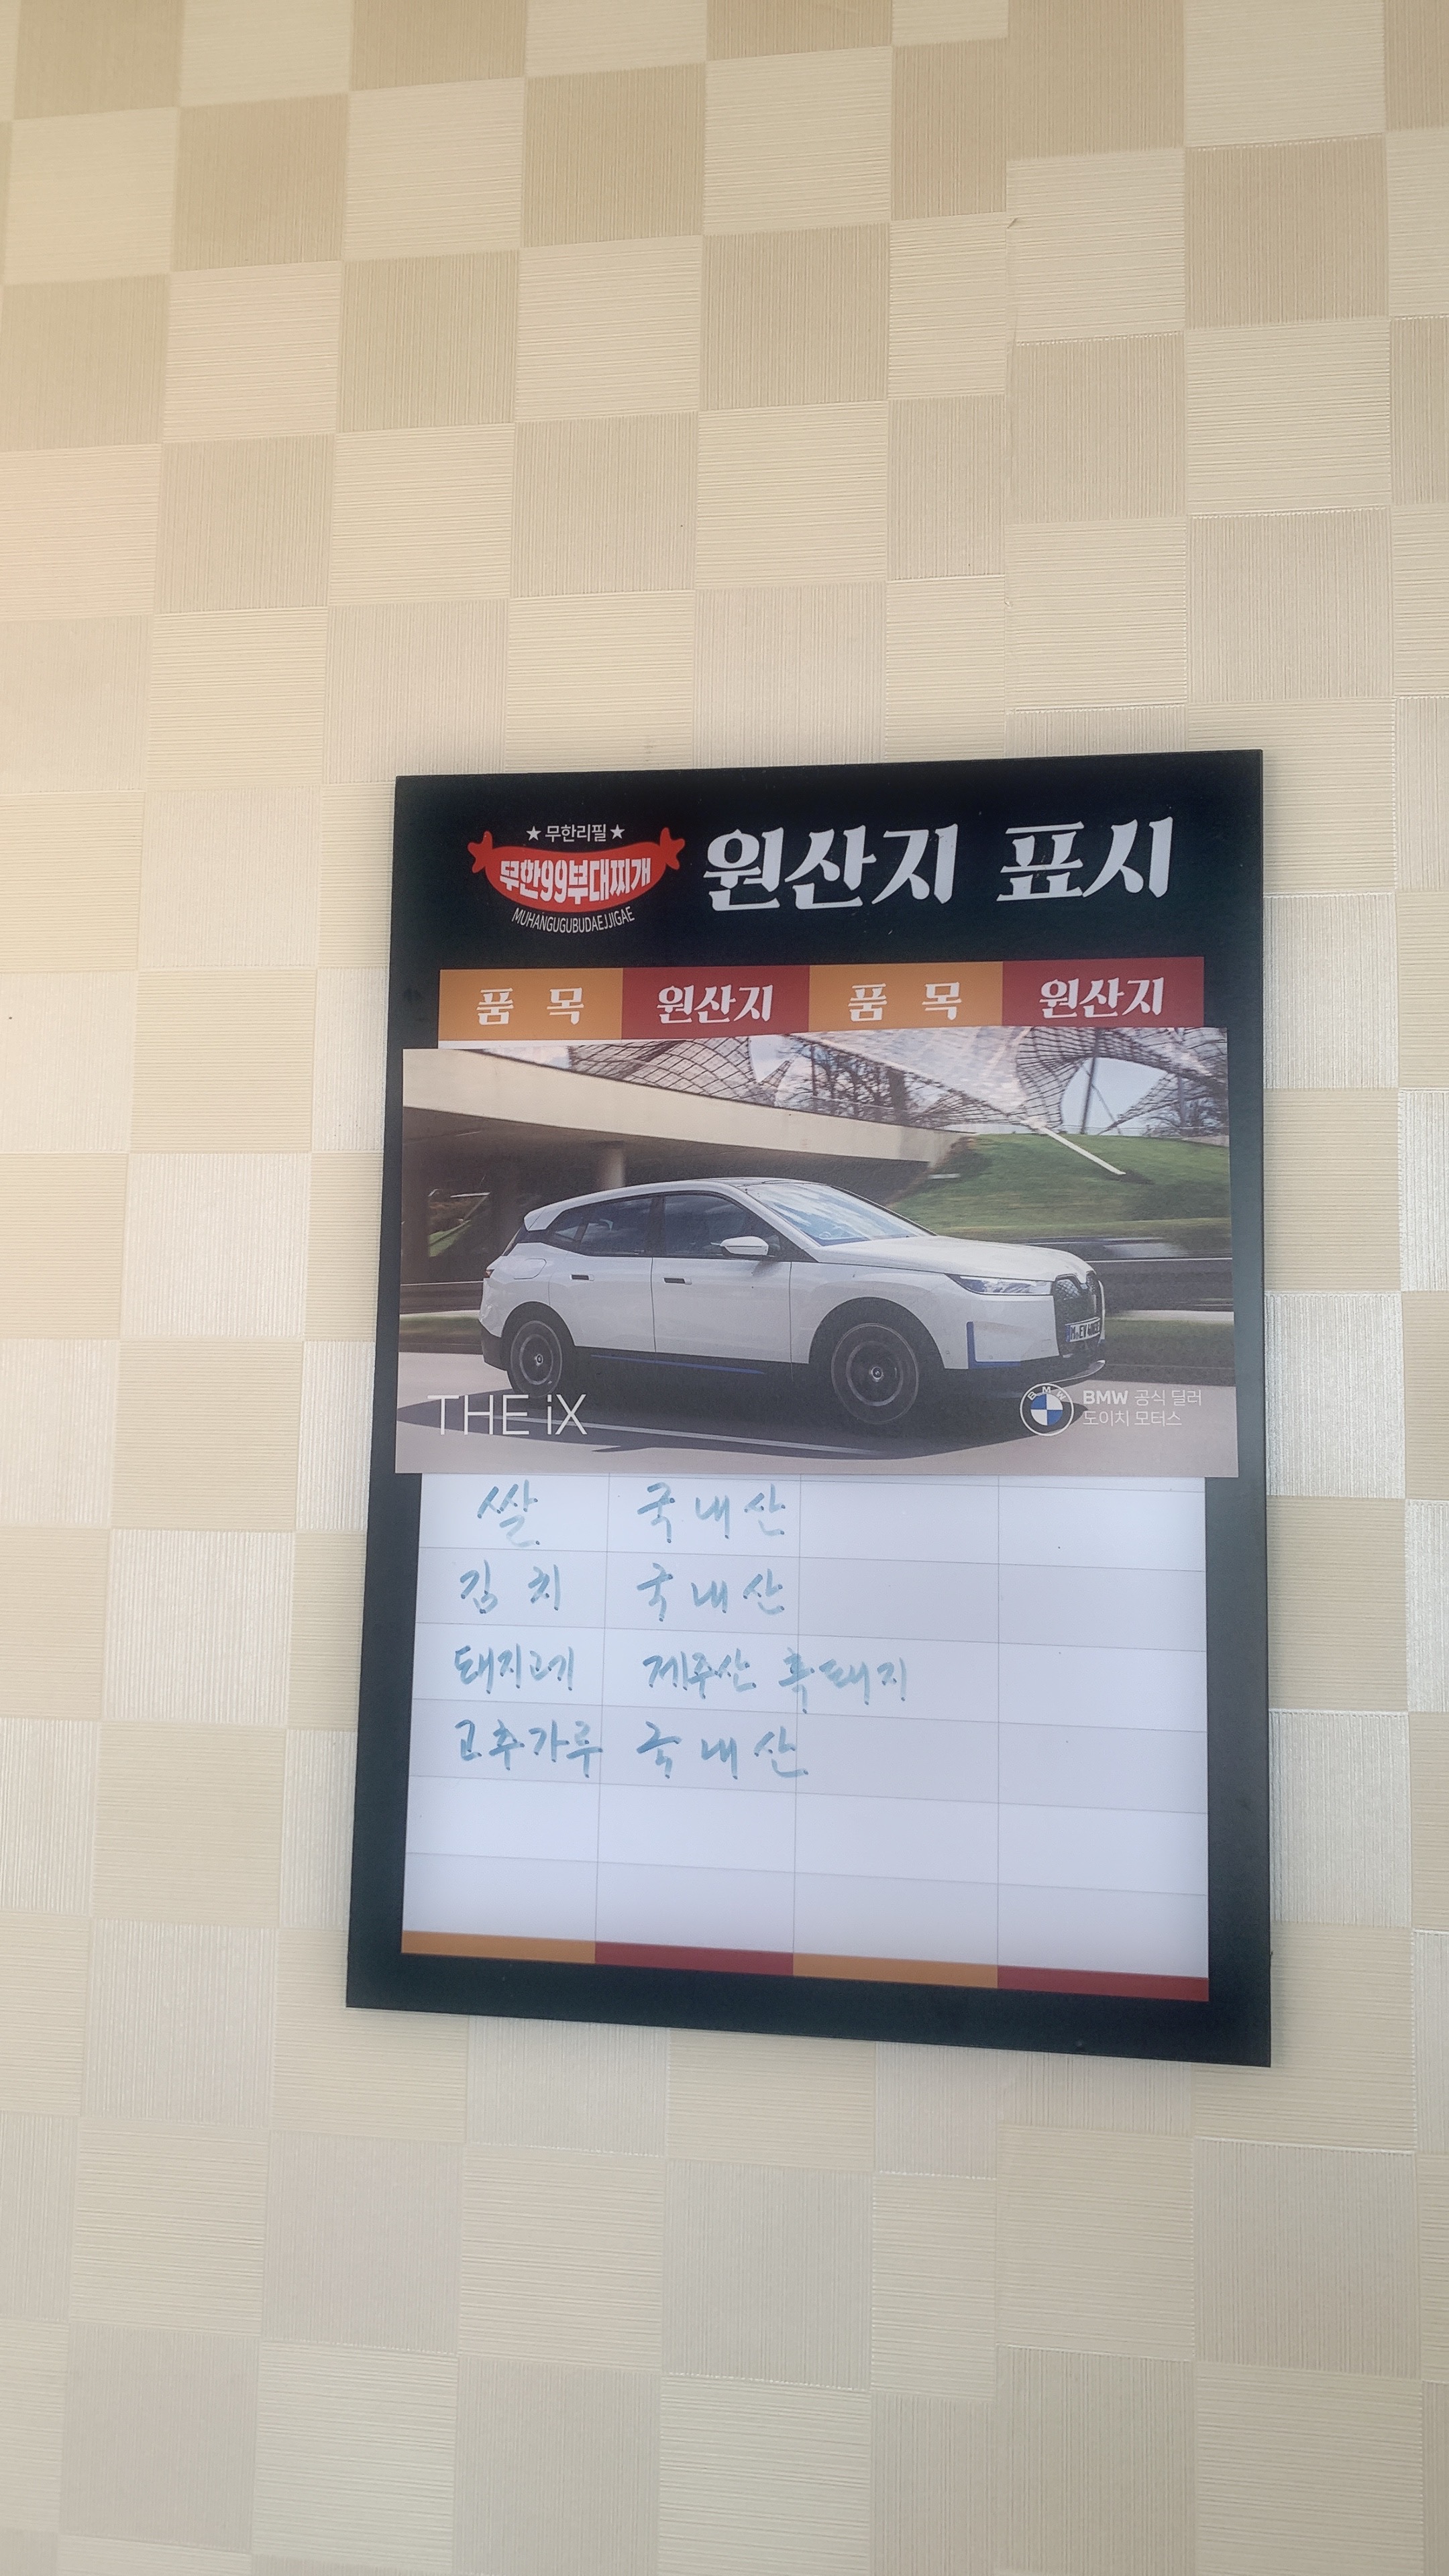 ★ 무한리필 ★
무한99부대찌개
MUHANGUGUBUDAEJJIGAE
원산지 표시
품 목 원산지 품 목 원산지
THE iX
BMW
BMW 공식 딜러
도이치 모터스
쌀 국내산
김치 국내산
돼지고기 제주산 흑돼지
고추가루 국내산